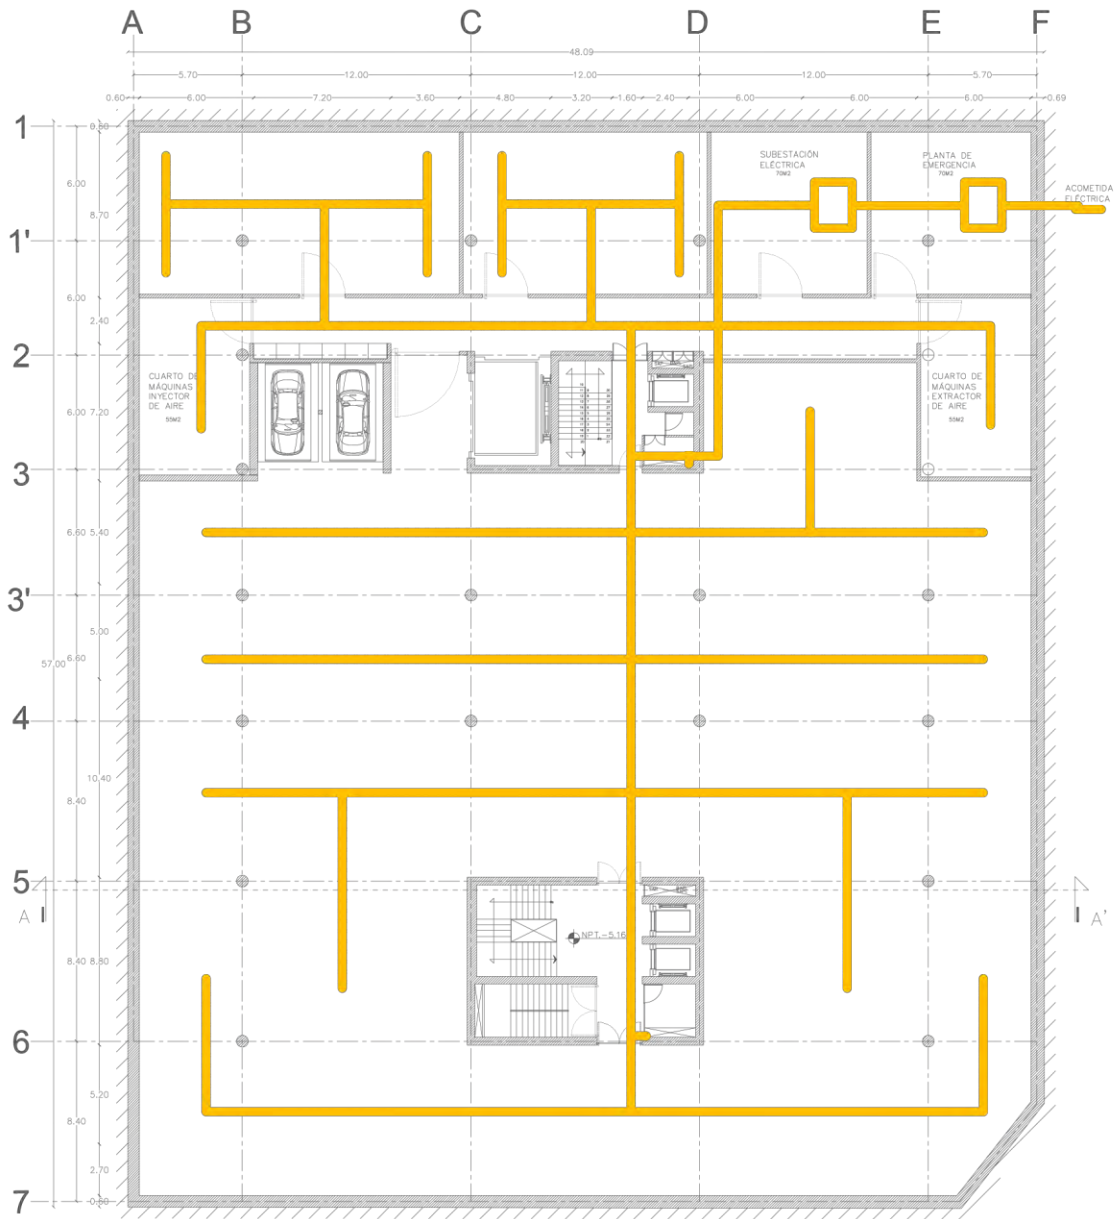 A B C D E F
48.09
5.70 12.00 12.00 12.00 5.70
0.60 6.00 7.20 3.60 4.80 3.20 1.60 2.40 6.00 6.00 6.00 0.69
1
SUBESTACIÓN
ELÉCTRICA
70M2
PLANTA DE
EMERGENCIA
70M2
ACOMETIDA
ELÉCTRICA
6.00
8.70
1'
6.00
2.40
2
CUARTO DE
MÁQUINAS
INYECTOR
DE AIRE
55M2
CUARTO DE
MÁQUINAS
EXTRACTOR
DE AIRE
55M2
6.00 7.20
3
6.60 5.40
3'
5.00
57.00 6.60
4
10.40
8.40
5
A A'
NPT.-5.16
8.40 8.80
6
5.20
8.40
2.70
7